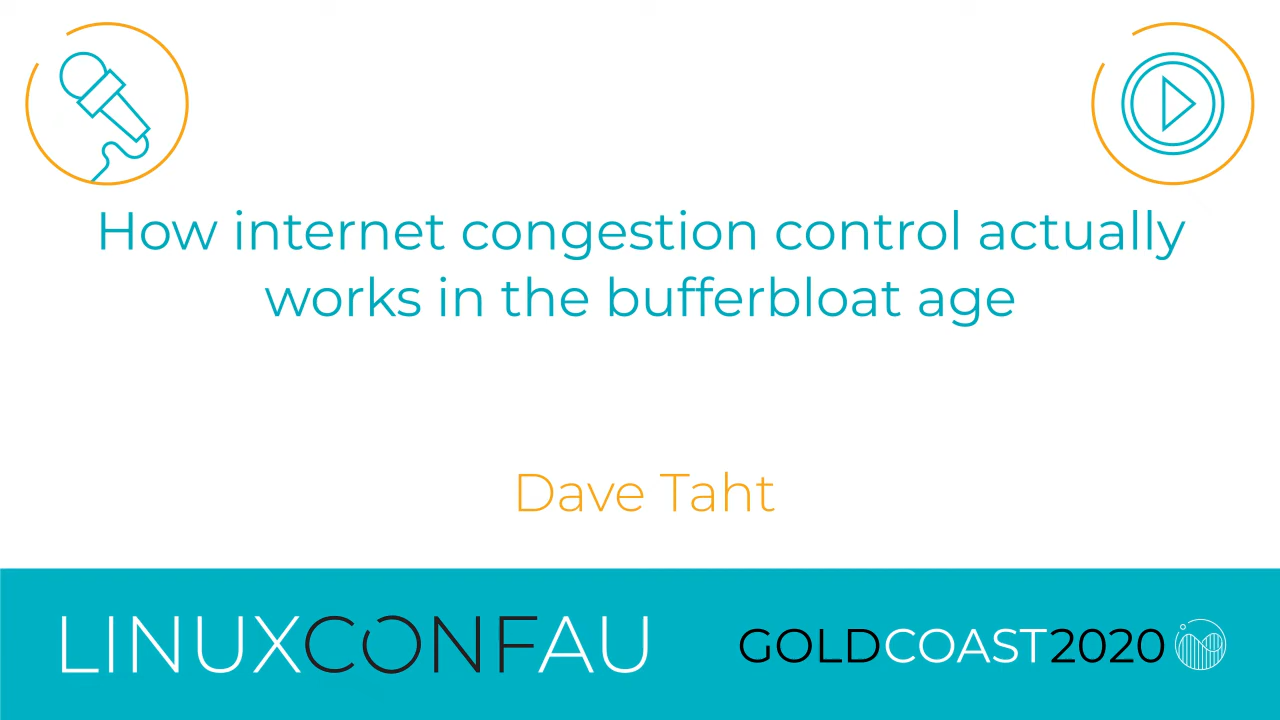 How internet congestion control actually
works in the bufferbloat age
Dave Taht
LINUXCONFAU
GOLDCOAST2020